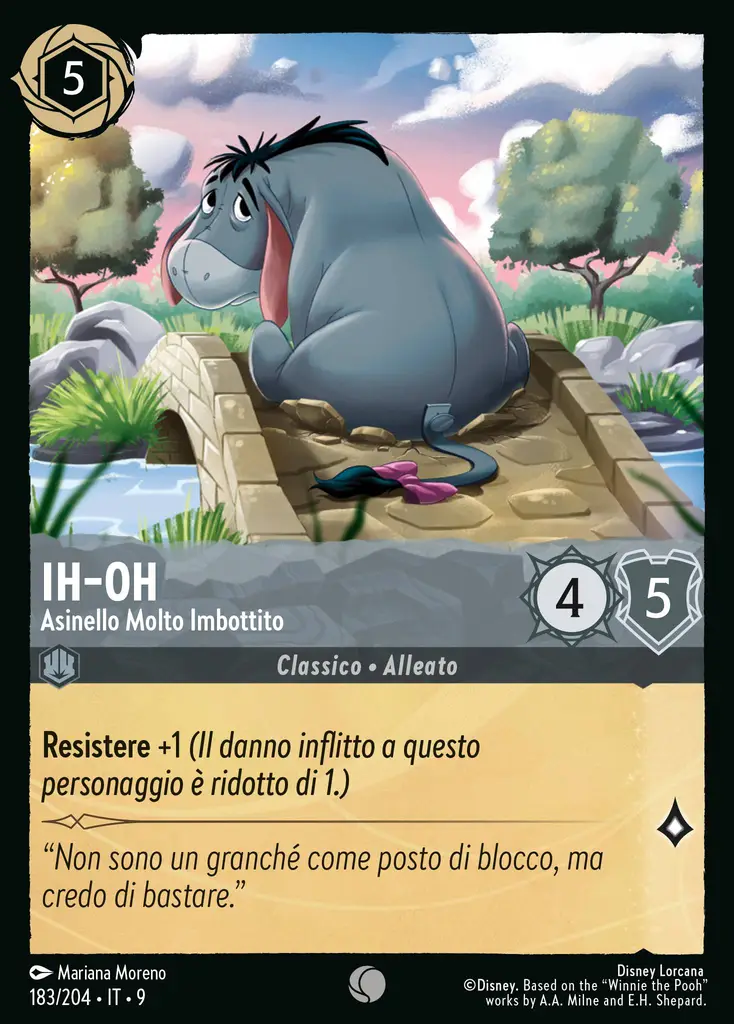 5
IH-OH
Asinello Molto Imbottito
4
5
Classico • Alleato
Resistere +1 (Il danno inflitto a questo
personaggio è ridotto di 1.)
“Non sono un granché come posto di blocco, ma
credo di bastare.”
Mariana Moreno
183/204 • IT • 9
Disney Lorcana
©Disney. Based on the “Winnie the Pooh”
works by A.A. Milne and E.H. Shepard.